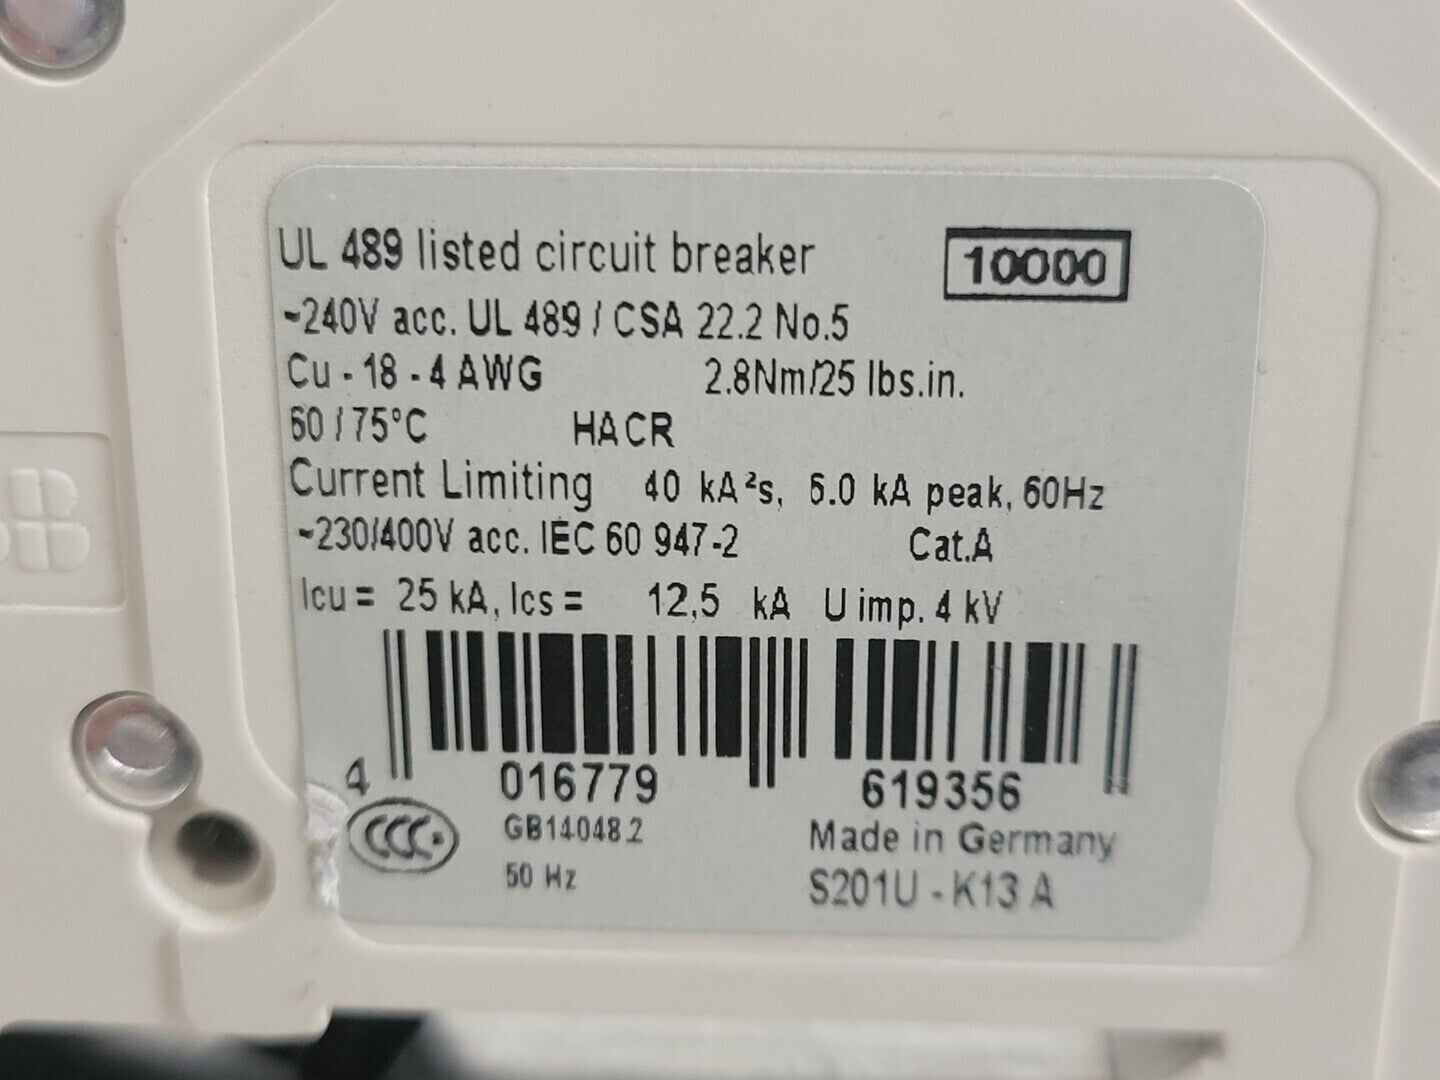 UL 489 listed circuit breaker 10000
~240V acc. UL 489 / CSA 22.2 No.5
Cu - 18 - 4 AWG 2.8Nm/25 lbs.in.
60 / 75°C HACR
Current Limiting 40 kA²s, 6.0 kA peak, 60Hz
~230/400V acc. IEC 60 947-2 Cat.A
Icu = 25 kA, Ics = 12,5 kA U imp. 4 kV
4 016779 619356
CCC GB14048.2 Made in Germany
50 Hz S201U - K13 A
ABB